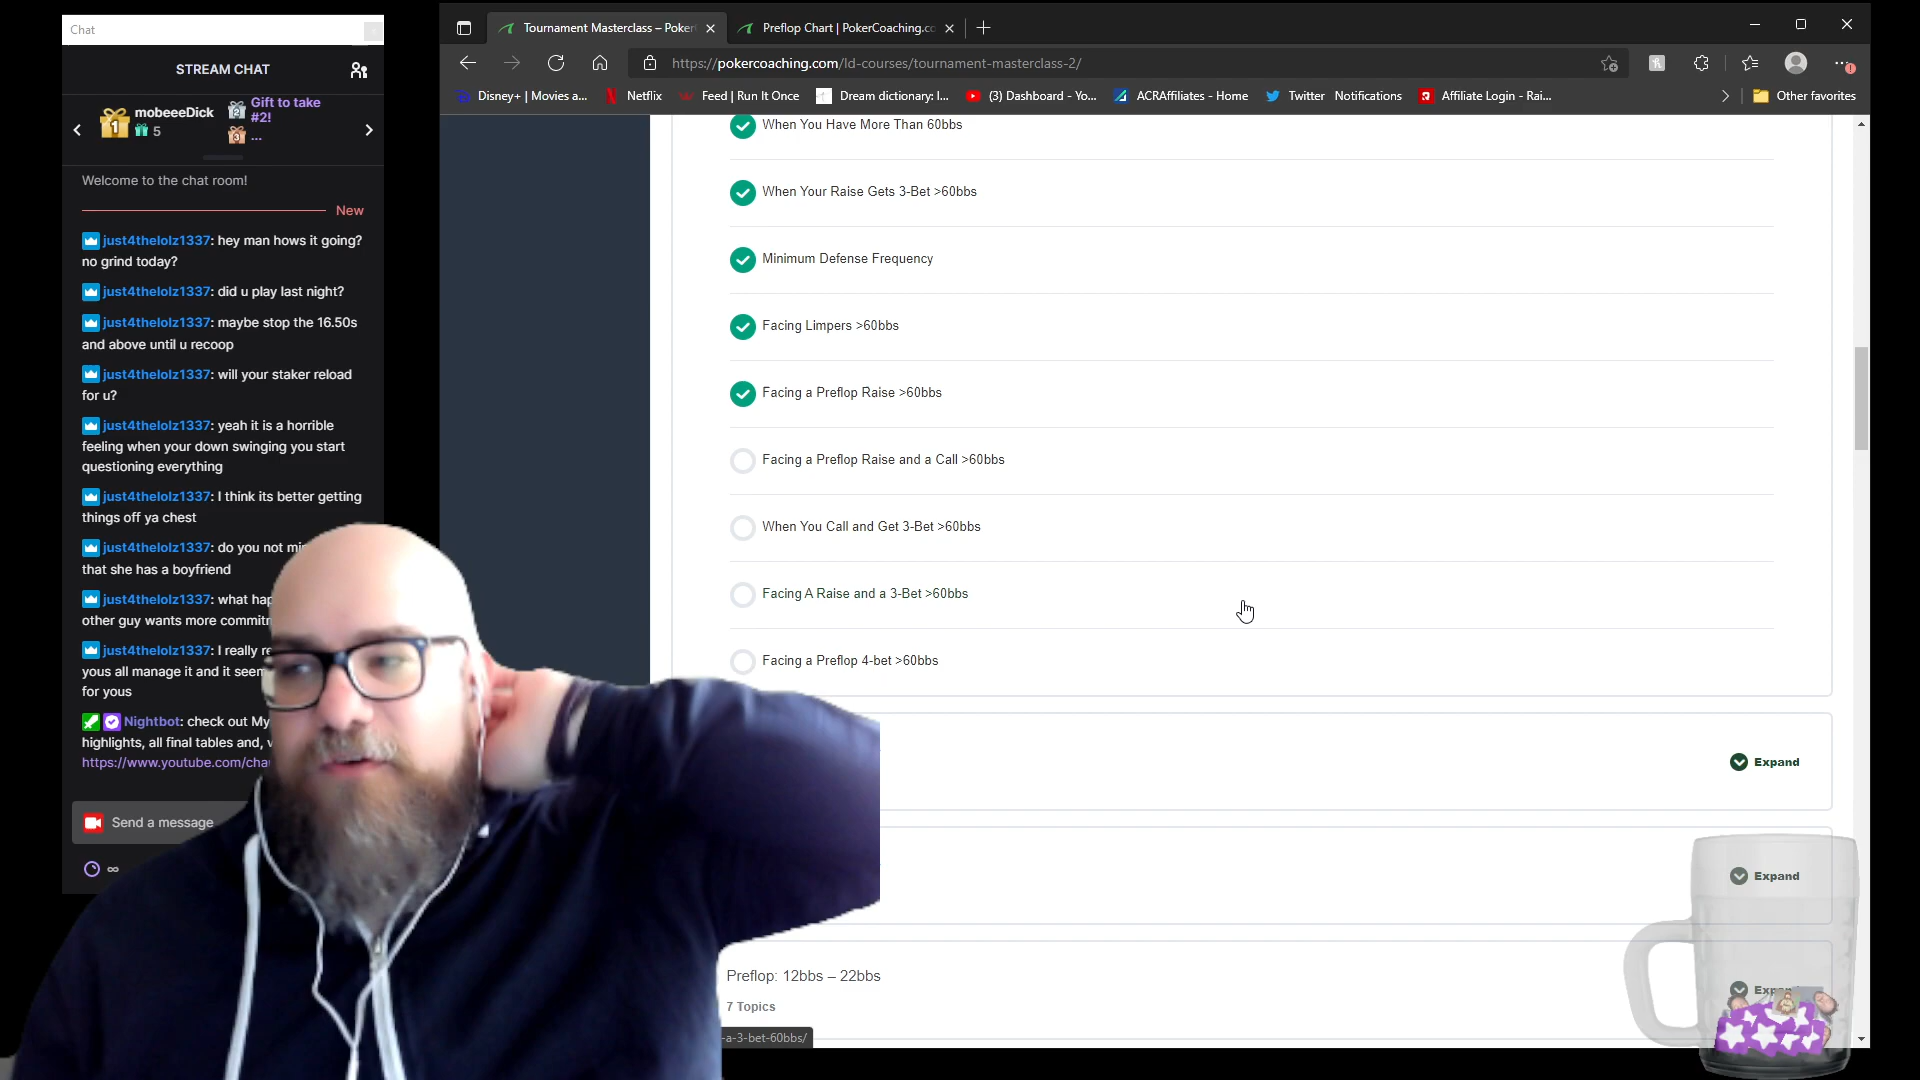 Chat
STREAM CHAT
mobeeeDick
5
Gift to take
#2!
...
Welcome to the chat room!
New
just4thelolz1337: hey man hows it going?
no grind today?
just4thelolz1337: did u play last night?
just4thelolz1337: maybe stop the 16.50s
and above until u recoop
just4thelolz1337: will your staker reload
for u?
just4thelolz1337: yeah it is a horrible
feeling when your down swinging you start
questioning everything
just4thelolz1337: I think its better getting
things off ya chest
just4thelolz1337: do you not
that she has a boyfriend
just4thelolz1337: what
other guy wants more
just4thelolz1337: I really
yous all manage it and it
for yous
Nightbot: check out My
highlights, all final tables and,
https://www.youtube.com/cha
Send a message
Tournament Masterclass – Poker
Preflop Chart | PokerCoaching.co
https://pokercoaching.com/ld-courses/tournament-masterclass-2/
Disney+ | Movies a...
Netflix
Feed | Run It Once
Dream dictionary: I...
(3) Dashboard - Yo...
ACRAffiliates - Home
Twitter
Notifications
Affiliate Login - Rai...
Other favorites
When You Have More Than 60bbs
When Your Raise Gets 3-Bet >60bbs
Minimum Defense Frequency
Facing Limpers >60bbs
Facing a Preflop Raise >60bbs
Facing a Preflop Raise and a Call >60bbs
When You Call and Get 3-Bet >60bbs
Facing A Raise and a 3-Bet >60bbs
Facing a Preflop 4-bet >60bbs
Expand
Expand
Preflop: 12bbs – 22bbs
7 Topics
-a-3-bet-60bbs/